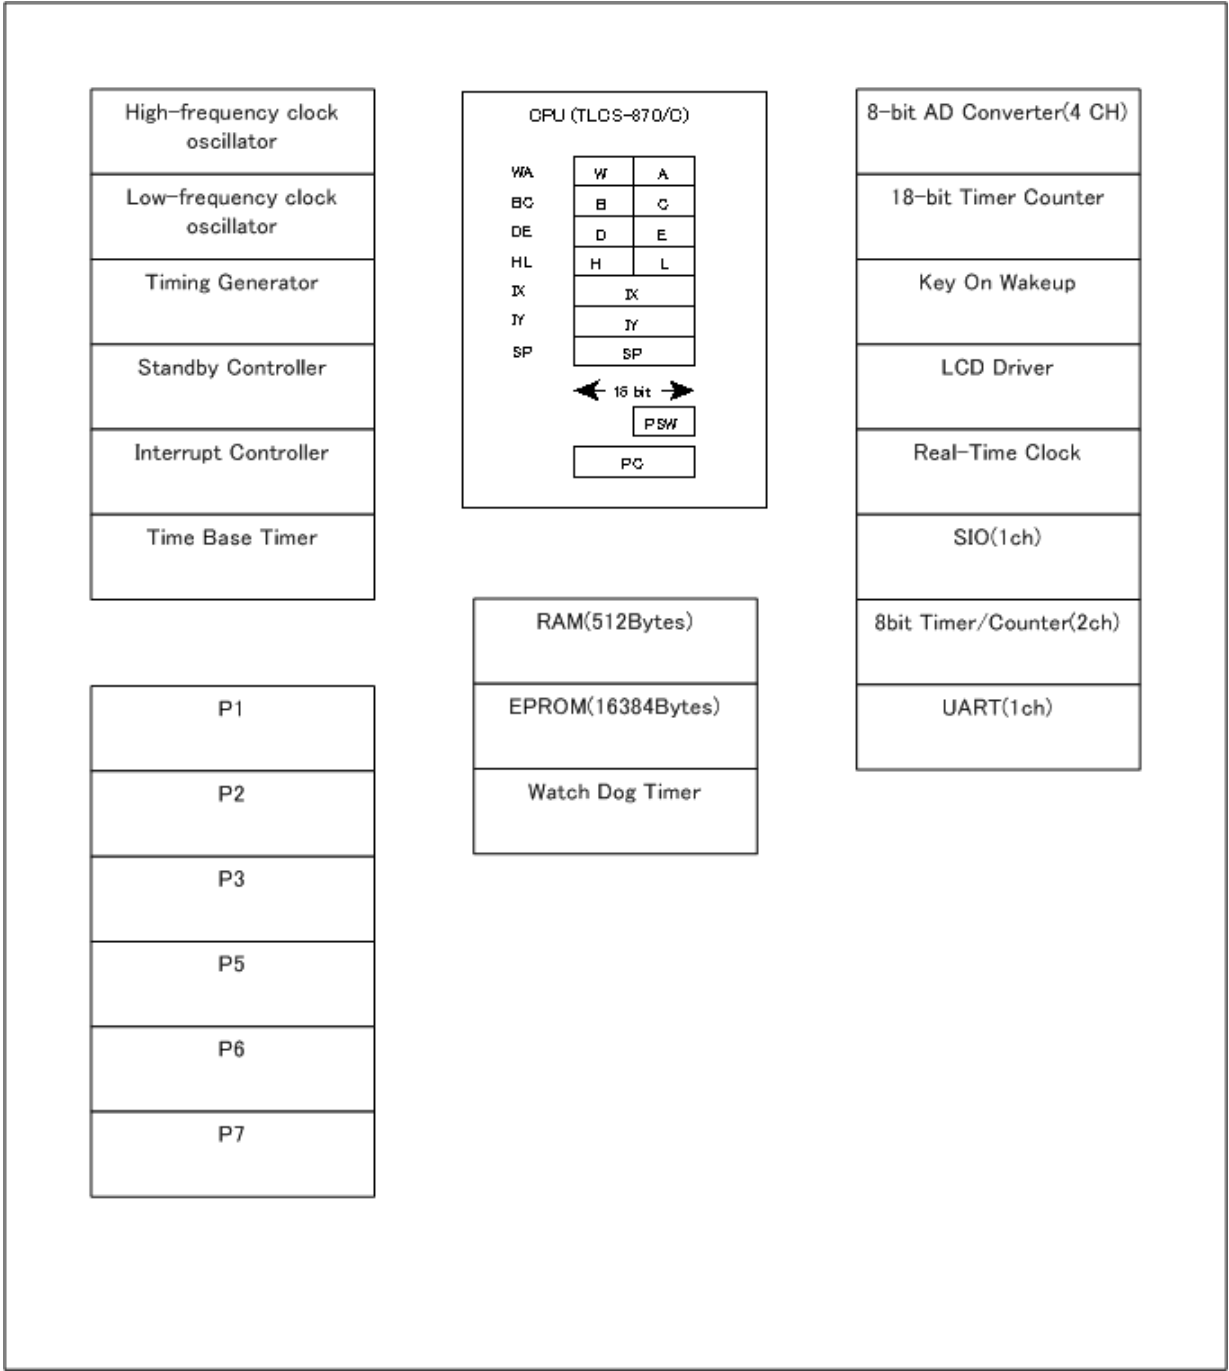 High-frequency clock
oscillator
Low-frequency clock
oscillator
Timing Generator
Standby Controller
Interrupt Controller
Time Base Timer
P1
P2
P3
P5
P6
P7
CPU (TLCS-870/C)
WA W A
BC B C
DE D E
HL H L
IX IX
IY IY
SP SP
16 bit
PSW
PC
RAM(512Bytes)
EPROM(16384Bytes)
Watch Dog Timer
8-bit AD Converter(4 CH)
18-bit Timer Counter
Key On Wakeup
LCD Driver
Real-Time Clock
SIO(1ch)
8bit Timer/Counter(2ch)
UART(1ch)